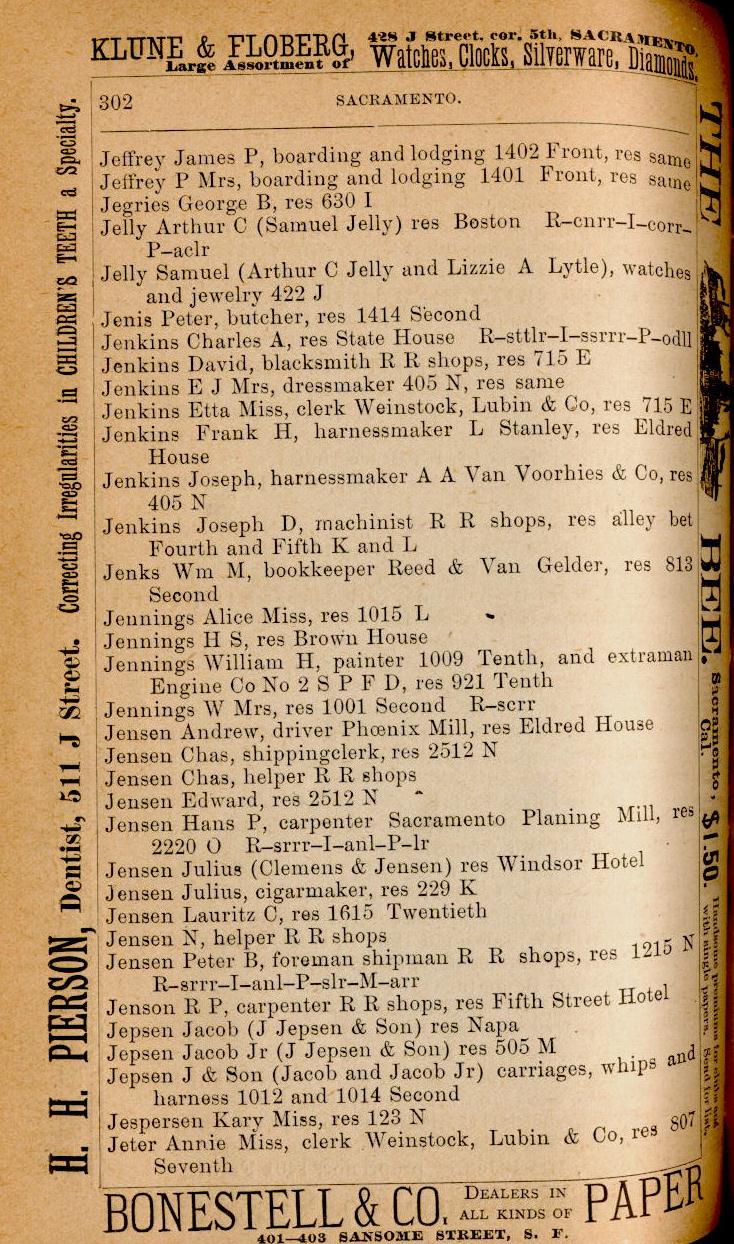 KLUNE & FLOBERG, 428 J Street, cor. 5th, SACRAMENTO,
Large Assortment of Watches, Clocks, Silverware, Diamonds.
302 SACRAMENTO.
Jeffrey James P, boarding and lodging 1402 Front, res same
Jeffrey P Mrs, boarding and lodging 1401 Front, res same
Jegries George B, res 630 I
Jelly Arthur C (Samuel Jelly) res Boston R–cnrr–I–corr–
P–aclr
Jelly Samuel (Arthur C Jelly and Lizzie A Lytle), watches
and jewelry 422 J
Jenis Peter, butcher, res 1414 Second
Jenkins Charles A, res State House R–sttlr–I–ssrrr–P–odll
Jenkins David, blacksmith R R shops, res 715 E
Jenkins E J Mrs, dressmaker 405 N, res same
Jenkins Etta Miss, clerk Weinstock, Lubin & Co, res 715 E
Jenkins Frank H, harnessmaker L Stanley, res Eldred
House
Jenkins Joseph, harnessmaker A A Van Voorhies & Co, res
405 N
Jenkins Joseph D, machinist R R shops, res alley bet
Fourth and Fifth K and L
Jenks Wm M, bookkeeper Reed & Van Gelder, res 813
Second
Jennings Alice Miss, res 1015 L
Jennings H S, res Brown House
Jennings William H, painter 1009 Tenth, and extraman
Engine Co No 2 S P F D, res 921 Tenth
Jennings W Mrs, res 1001 Second R–scrr
Jensen Andrew, driver Phœnix Mill, res Eldred House
Jensen Chas, shippingclerk, res 2512 N
Jensen Chas, helper R R shops
Jensen Edward, res 2512 N
Jensen Hans P, carpenter Sacramento Planing Mill, res
2220 O R–srrr–I–anl–P–lr
Jensen Julius (Clemens & Jensen) res Windsor Hotel
Jensen Julius, cigarmaker, res 229 K
Jensen Lauritz C, res 1615 Twentieth
Jensen N, helper R R shops
Jensen Peter B, foreman shipman R R shops, res 1215 N
R–srrr–I–anl–P–slr–M–arr
Jenson R P, carpenter R R shops, res Fifth Street Hotel
Jepsen Jacob (J Jepsen & Son) res Napa
Jepsen Jacob Jr (J Jepsen & Son) res 505 M
Jepsen J & Son (Jacob and Jacob Jr) carriages, whips and
harness 1012 and 1014 Second
Jespersen Kary Miss, res 123 N
Jeter Annie Miss, clerk Weinstock, Lubin & Co, res 807
Seventh
BONESTELL & CO. DEALERS IN ALL KINDS OF PAPER
401–403 SANSOME STREET, S. F.
H. H. PIERSON, Dentist, 511 J Street. Correcting Irregularities in CHILDREN'S TEETH a Specialty.
THE BEE. Sacramento, Cal. $1.50. Handsome premiums for clubs and
with single papers. Send for list.